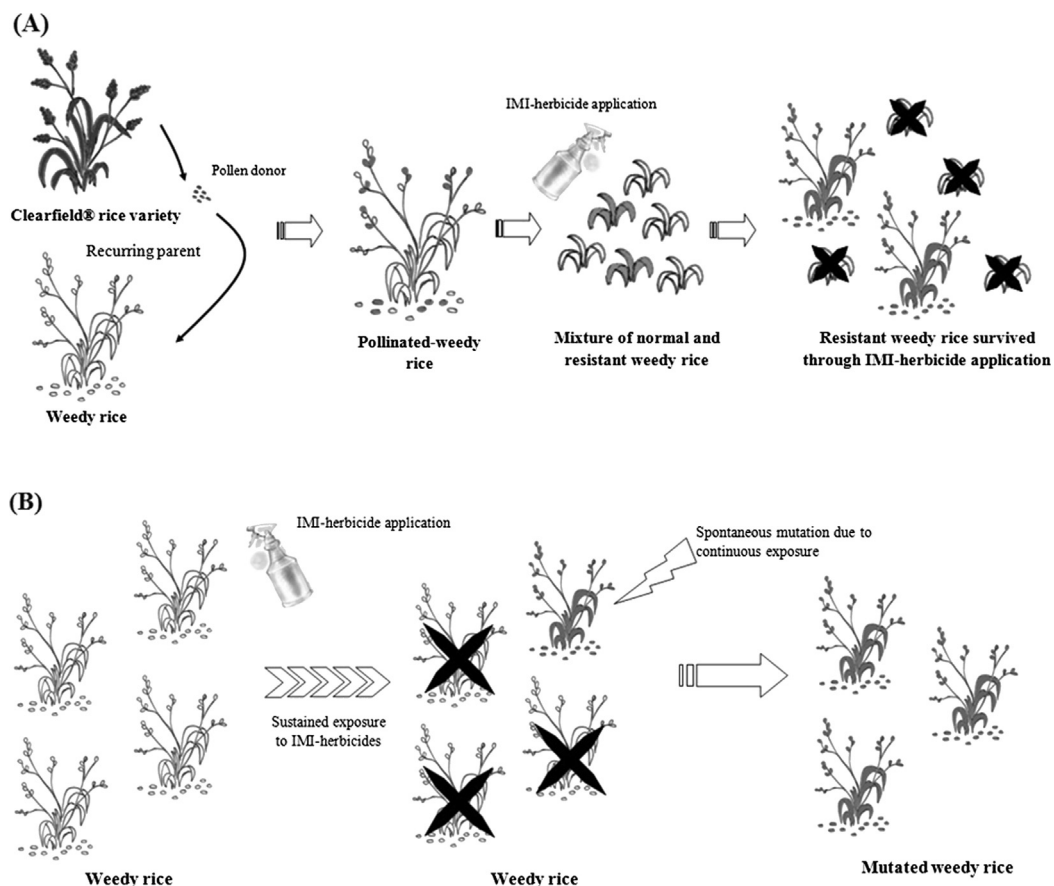 (A)
IMI-herbicide application
Pollen donor
Clearfield® rice variety
Recurring parent
Weedy rice
Pollinated-weedy
rice
Mixture of normal and
resistant weedy rice
Resistant weedy rice survived
through IMI-herbicide application
(B)
IMI-herbicide application
Spontaneous mutation due to
continuous exposure
Sustained exposure
to IMI-herbicides
Weedy rice
Weedy rice
Mutated weedy rice